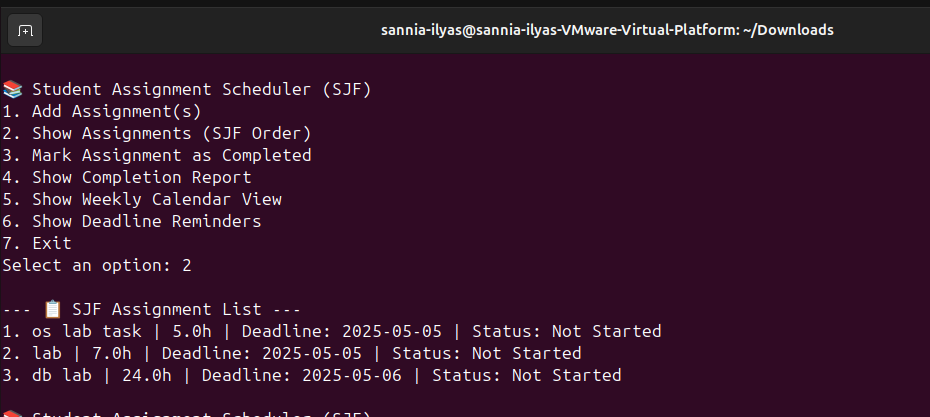 sannia-ilyas@sannia-ilyas-VMware-Virtual-Platform: ~/Downloads
📚 Student Assignment Scheduler (SJF)
1. Add Assignment(s)
2. Show Assignments (SJF Order)
3. Mark Assignment as Completed
4. Show Completion Report
5. Show Weekly Calendar View
6. Show Deadline Reminders
7. Exit
Select an option: 2
--- 📋 SJF Assignment List ---
1. os lab task | 5.0h | Deadline: 2025-05-05 | Status: Not Started
2. lab | 7.0h | Deadline: 2025-05-05 | Status: Not Started
3. db lab | 24.0h | Deadline: 2025-05-06 | Status: Not Started
📚 Student Assignment Scheduler (SJF)